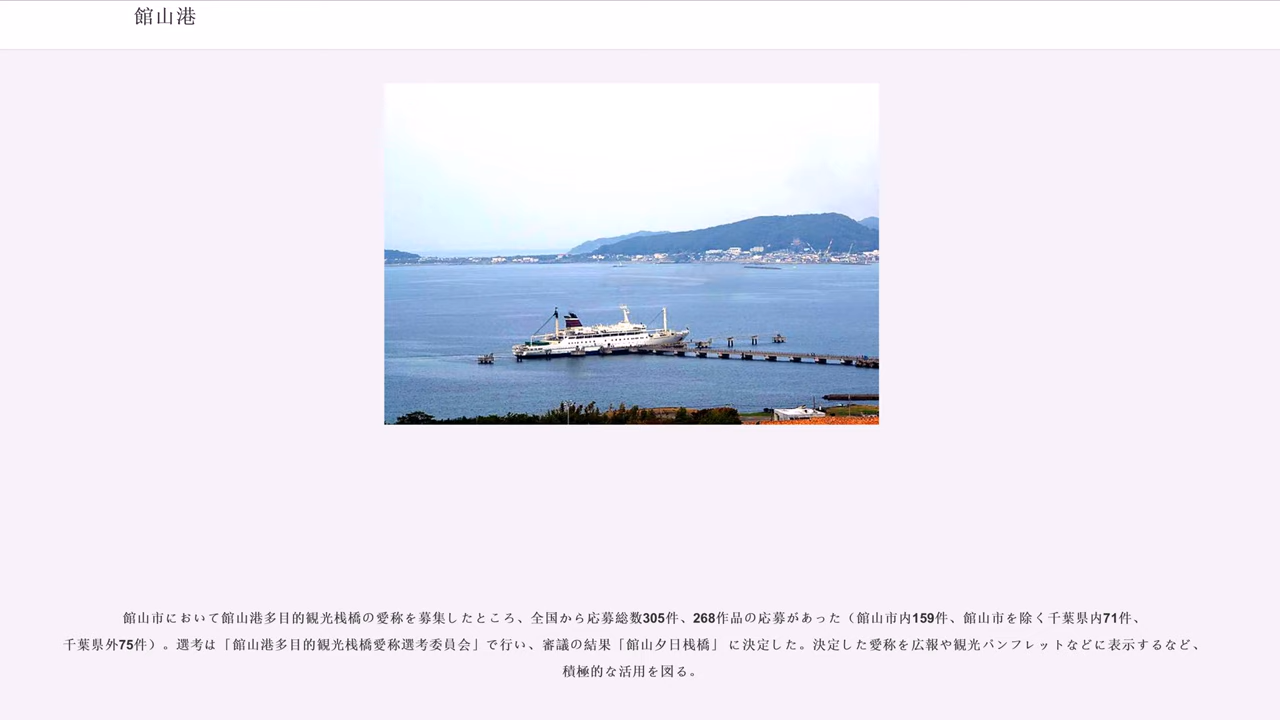 館山港
館山市において館山港多目的観光桟橋の愛称を募集したところ、全国から応募総数305件、268作品の応募があった（館山市内159件、館山市を除く千葉県内71件、
千葉県外75件）。選考は「館山港多目的観光桟橋愛称選考委員会」で行い、審議の結果「館山夕日桟橋」 に決定した。決定した愛称を広報や観光パンフレットなどに表示するなど、
積極的な活用を図る。